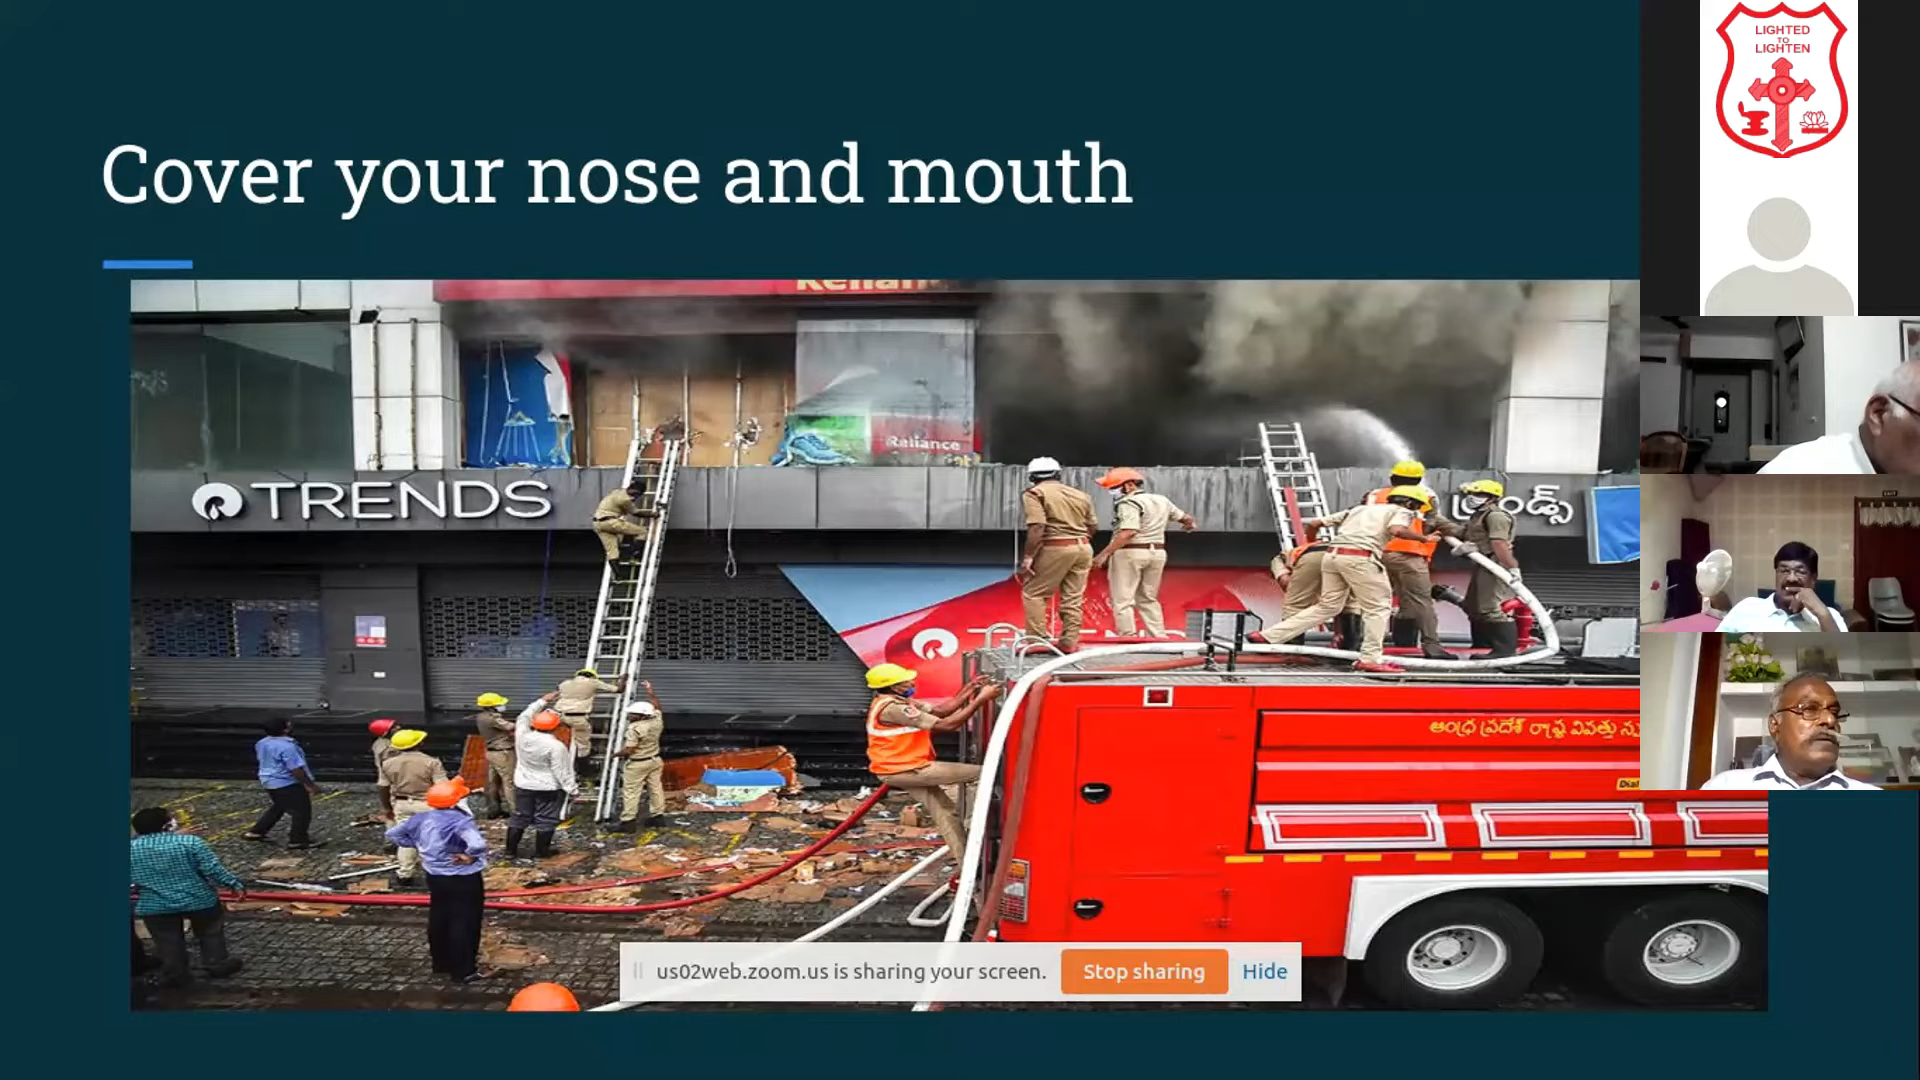 Cover your nose and mouth
LIGHTED
TO
LIGHTEN
Reliance
TRENDS
ట్రెండ్స్
ఆంధ్ర ప్రదేశ్ రాష్ట్ర విపత్తు
us02web.zoom.us is sharing your screen.
Stop sharing
Hide